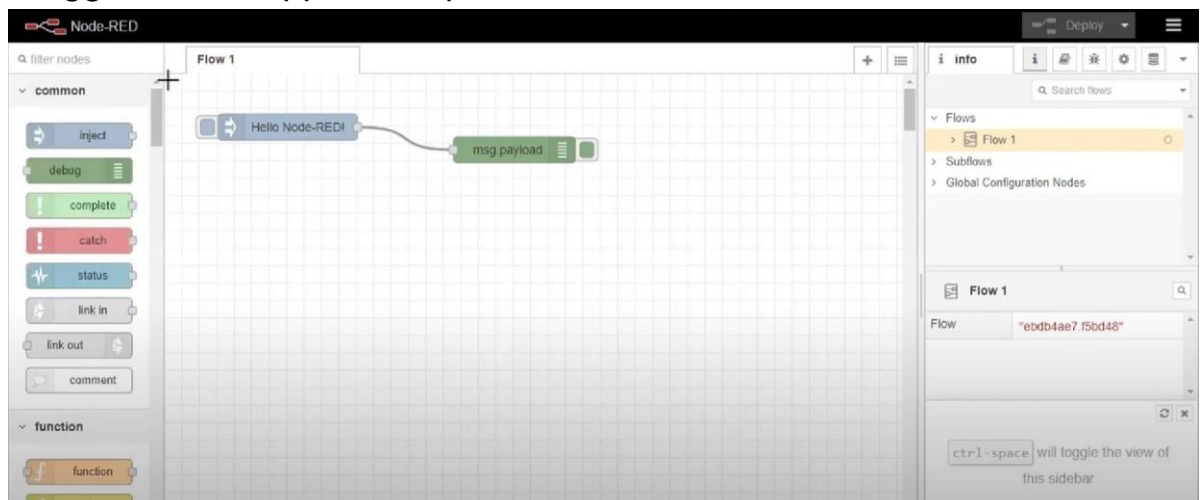 Node-RED
Deploy
filter nodes
Flow 1
info
i
Search flows
common
inject
debug
complete
catch
status
link in
link out
comment
function
function
Hello Node-RED!
msg.payload
Flows
Flow 1
Subflows
Global Configuration Nodes
Flow 1
Flow "ebdb4ae7.f5bd48"
ctrl-space will toggle the view of
this sidebar